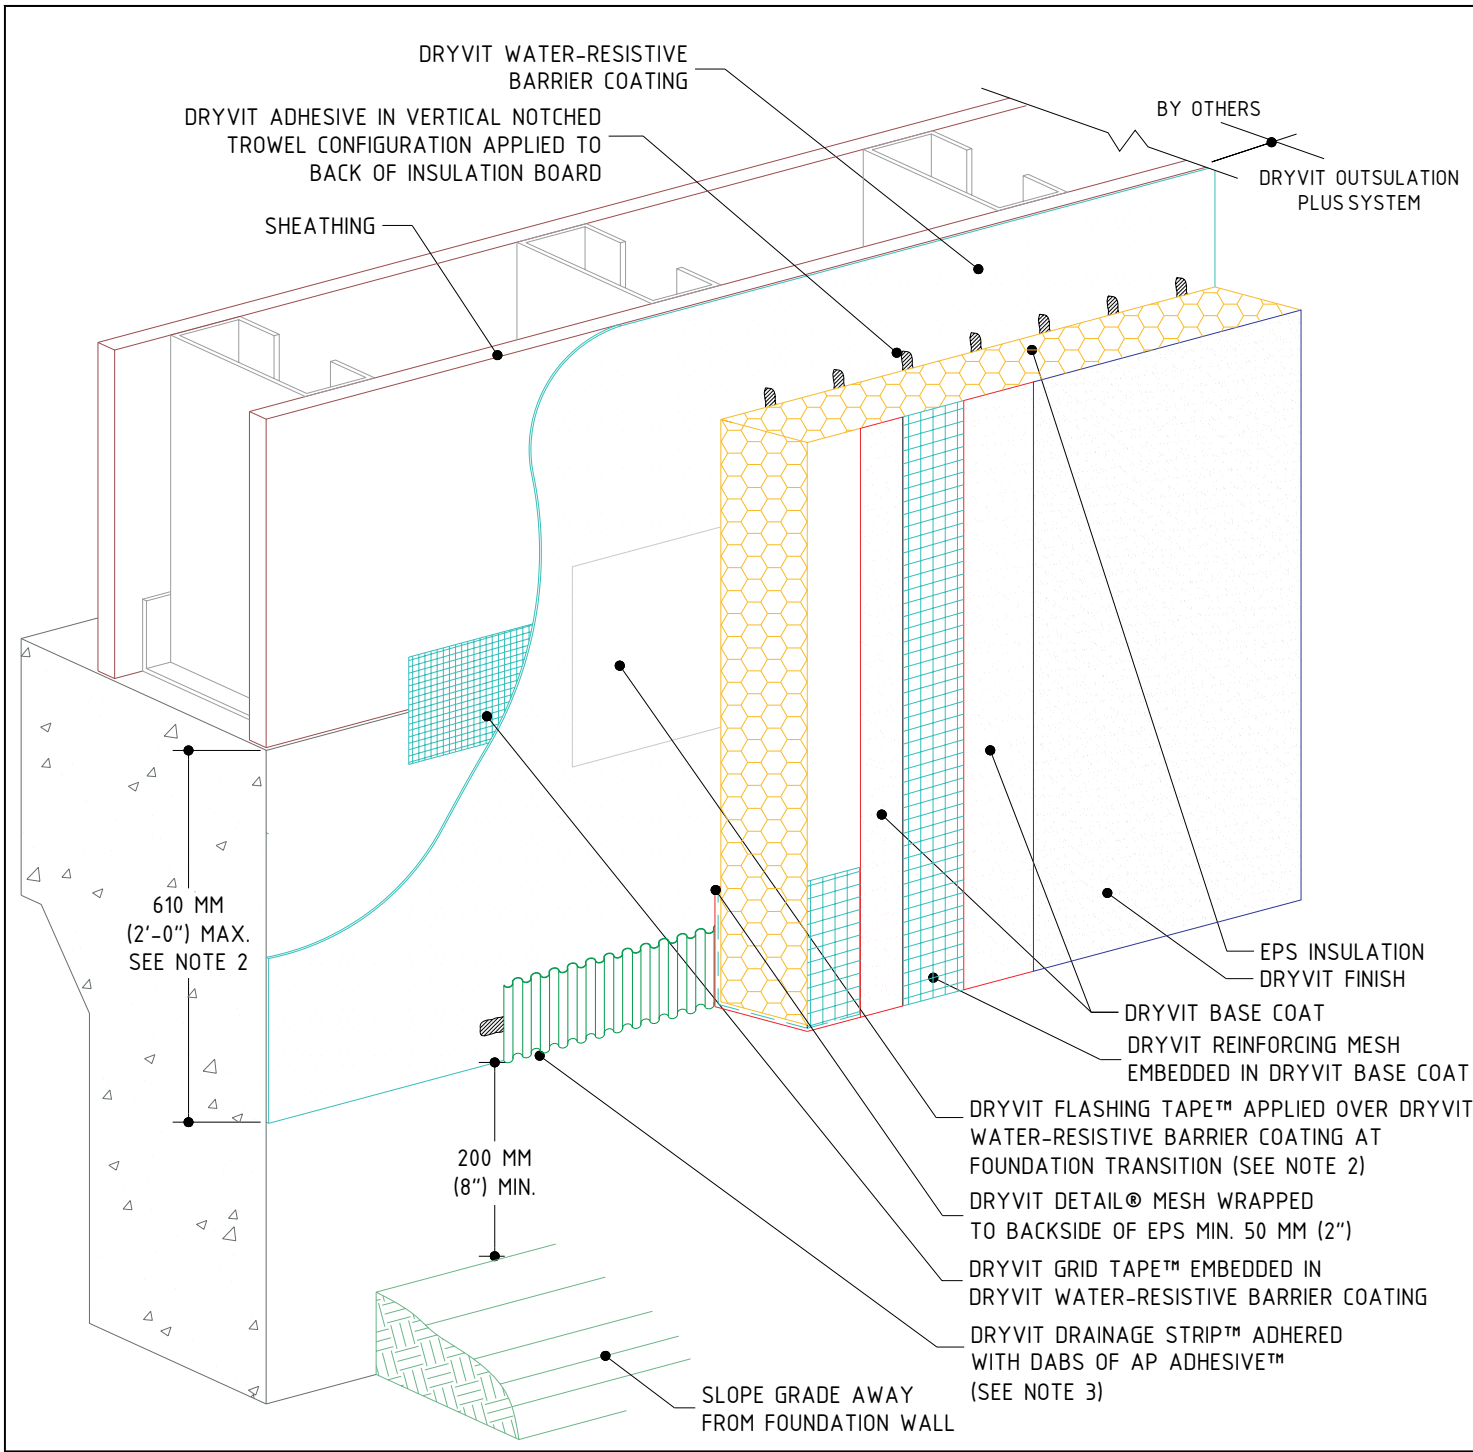 DRYVIT WATER-RESISTIVE
BARRIER COATING
DRYVIT ADHESIVE IN VERTICAL NOTCHED
TROWEL CONFIGURATION APPLIED TO
BACK OF INSULATION BOARD
SHEATHING
BY OTHERS
DRYVIT OUTSULATION
PLUS SYSTEM
610 MM
(2'-0") MAX.
SEE NOTE 2
200 MM
(8") MIN.
EPS INSULATION
DRYVIT FINISH
DRYVIT BASE COAT
DRYVIT REINFORCING MESH
EMBEDDED IN DRYVIT BASE COAT
DRYVIT FLASHING TAPE™ APPLIED OVER DRYVIT
WATER-RESISTIVE BARRIER COATING AT
FOUNDATION TRANSITION (SEE NOTE 2)
DRYVIT DETAIL® MESH WRAPPED
TO BACKSIDE OF EPS MIN. 50 MM (2")
DRYVIT GRID TAPE™ EMBEDDED IN
DRYVIT WATER-RESISTIVE BARRIER COATING
DRYVIT DRAINAGE STRIP™ ADHERED
WITH DABS OF AP ADHESIVE™
(SEE NOTE 3)
SLOPE GRADE AWAY
FROM FOUNDATION WALL